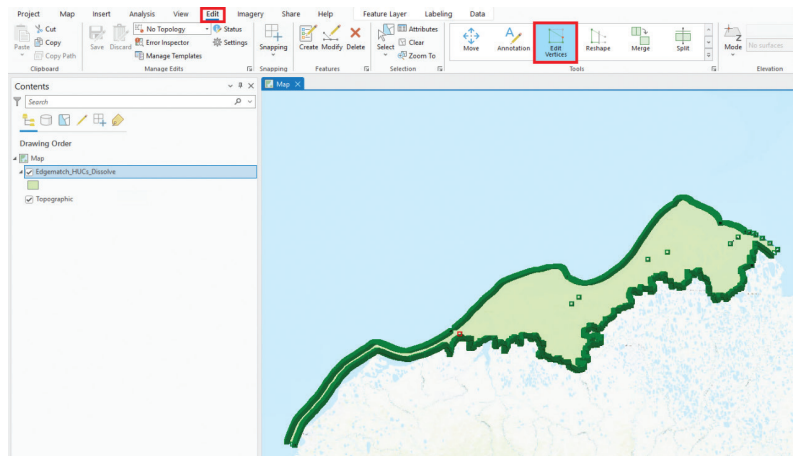 Project Map Insert Analysis View Edit Imagery Share Help Feature Layer Labeling Data
Cut No Topology Status Attributes
Copy Error Inspector Settings Clear
Paste Copy Path Save Discard Manage Templates Snapping Create Modify Delete Select Zoom To Move Annotation Edit Vertices Reshape Merge Split Mode No surfaces
Clipboard Manage Edits Snapping Features Selection Tools Elevation
Contents Map
Search
Drawing Order
Map
Edgematch_HUCs_Dissolve
Topographic